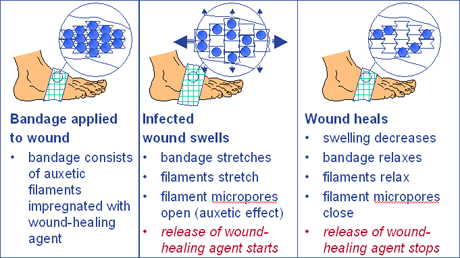 Bandage applied
to wound
• bandage consists
of auxetic
filaments
impregnated with
wound-healing
agent
Infected
wound swells
• bandage stretches
• filaments stretch
• filament micropores
open (auxetic effect)
• release of wound-
healing agent starts
Wound heals
• swelling decreases
• bandage relaxes
• filaments relax
• filament micropores
close
• release of wound-
healing agent stops